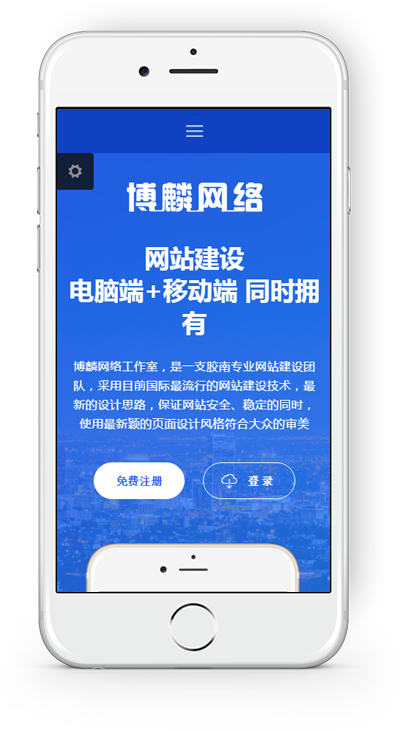 博麟网络
网站建设
电脑端+移动端 同时拥
有
博麟网络工作室，是一支胶南专业网站建设团
队，采用目前国际最流行的网站建设技术，最
新的设计思路，保证网站安全、稳定的同时，
使用最新颖的页面设计风格符合大众的审美
免费注册
登 录